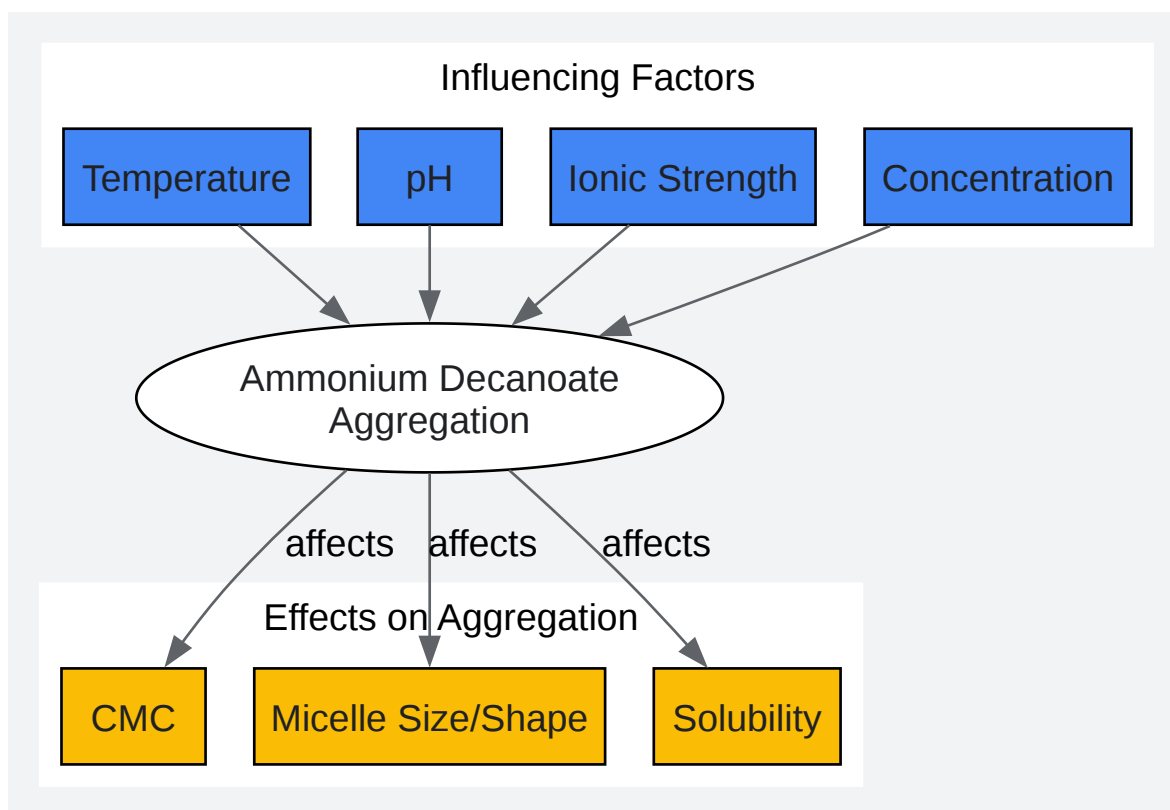 Influencing Factors
Temperature
pH
Ionic Strength
Concentration
Ammonium Decanoate
Aggregation
affects
affects
affects
Effects on Aggregation
CMC
Micelle Size/Shape
Solubility